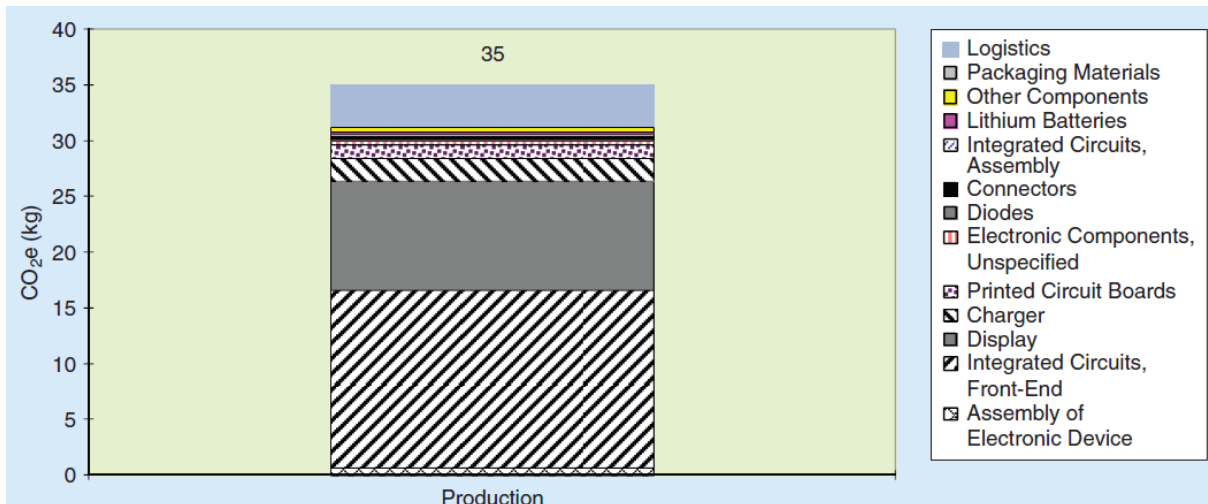 40
35
30
25
20
15
10
5
0
CO₂e (kg)
35
Production
Logistics
Packaging Materials
Other Components
Lithium Batteries
Integrated Circuits,
Assembly
Connectors
Diodes
Electronic Components,
Unspecified
Printed Circuit Boards
Charger
Display
Integrated Circuits,
Front-End
Assembly of
Electronic Device